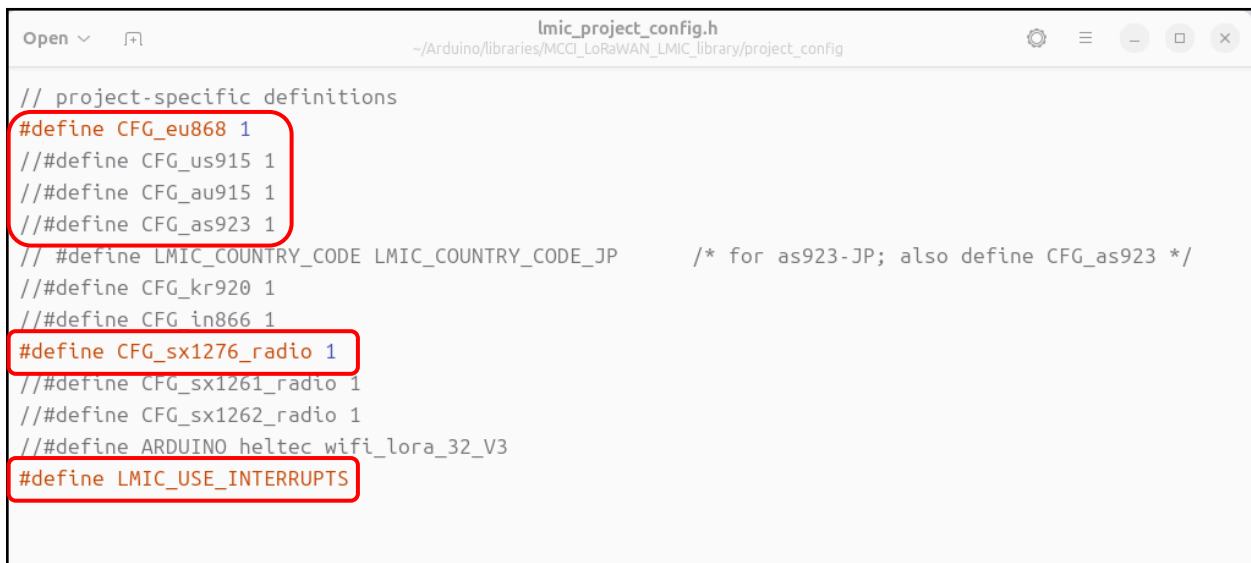 Open
lmic_project_config.h
~/Arduino/libraries/MCCI_LoRaWAN_LMIC_library/project_config
// project-specific definitions
#define CFG_eu868 1
//#define CFG_us915 1
//#define CFG_au915 1
//#define CFG_as923 1
// #define LMIC_COUNTRY_CODE LMIC_COUNTRY_CODE_JP /* for as923-JP; also define CFG_as923 */
//#define CFG_kr920 1
//#define CFG_in866 1
#define CFG_sx1276_radio 1
//#define CFG_sx1261_radio 1
//#define CFG_sx1262_radio 1
//#define ARDUINO_heltec_wifi_lora_32_V3
#define LMIC_USE_INTERRUPTS